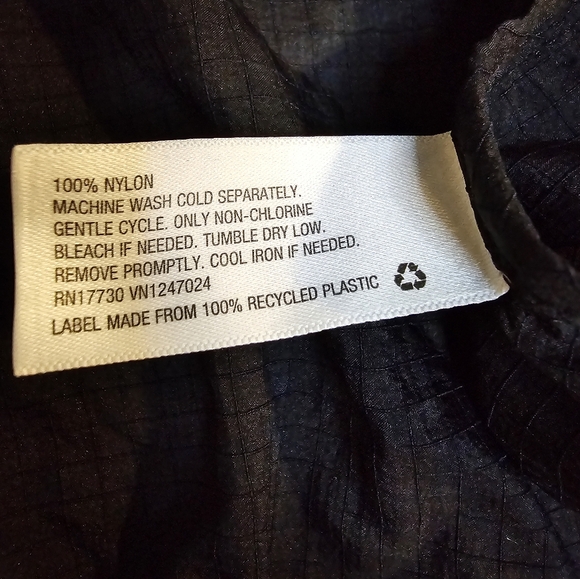 100% NYLON
MACHINE WASH COLD SEPARATELY.
GENTLE CYCLE. ONLY NON-CHLORINE
BLEACH IF NEEDED. TUMBLE DRY LOW.
REMOVE PROMPTLY. COOL IRON IF NEEDED.
RN17730 VN1247024
LABEL MADE FROM 100% RECYCLED PLASTIC